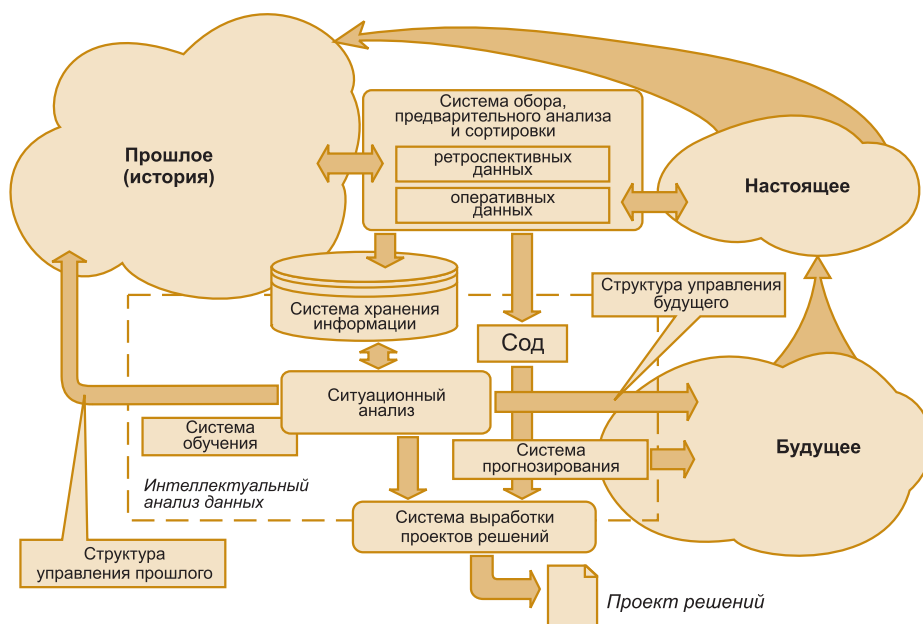 Система обора,
предварительного анализа
и сортировки
Прошлое
(история)
ретроспективных
данных
оперативных
данных
Настоящее
Система хранения
информации
Структура управления
будущего
Сод
Ситуационный
анализ
Система
обучения
Система
прогнозирования
Будущее
Интеллектуальный
анализ данных
Система выработки
проектов решений
Структура
управления прошлого
Проект решений